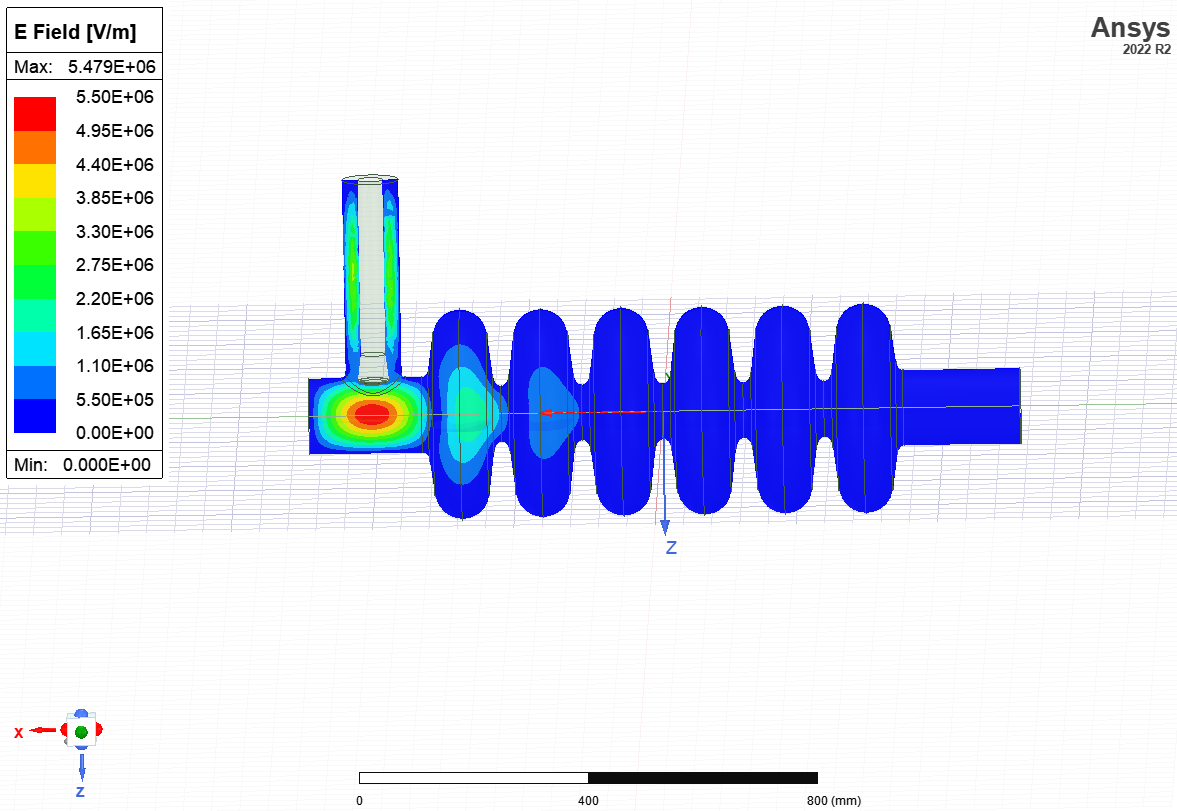 E Field [V/m]
Max: 5.479E+06
5.50E+06
4.95E+06
4.40E+06
3.85E+06
3.30E+06
2.75E+06
2.20E+06
1.65E+06
1.10E+06
5.50E+05
0.00E+00
Min: 0.000E+00
Ansys
2022 R2
Z
X
Z
0 400 800 (mm)